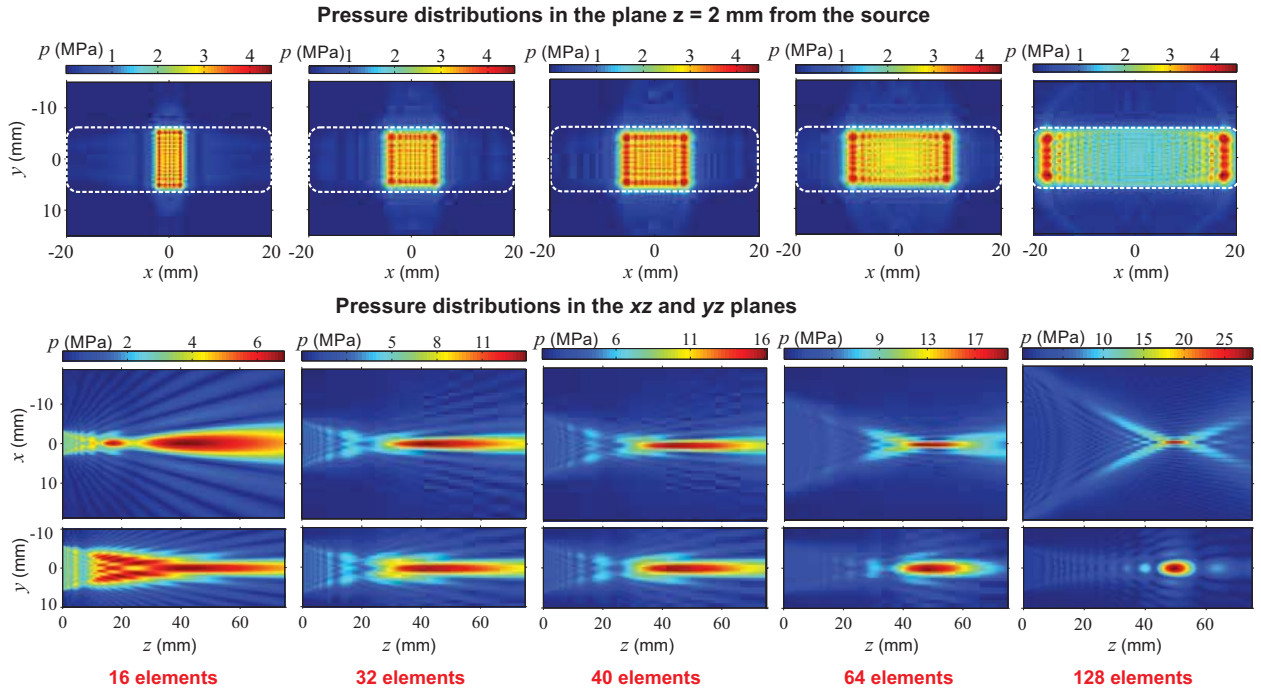 Pressure distributions in the plane z = 2 mm from the source
p (MPa) p (MPa) p (MPa) p (MPa) p (MPa)
1 2 3 4 1 2 3 4 1 2 3 4 1 2 3 4 1 2 3 4
-10
0
10
y (mm)
-20 0 20 -20 0 20 -20 0 20 -20 0 20 -20 0 20
x (mm) x (mm) x (mm) x (mm) x (mm)
Pressure distributions in the xz and yz planes
p (MPa) 2 4 6 p (MPa) 5 8 11 p (MPa) 6 11 16 p (MPa) 9 13 17 p (MPa) 10 15 20 25
-10
0
10
x (mm)
-10
0
10
y (mm)
0 20 40 60 0 20 40 60 0 20 40 60 0 20 40 60 0 20 40 60
z (mm) z (mm) z (mm) z (mm) z (mm)
16 elements 32 elements 40 elements 64 elements 128 elements